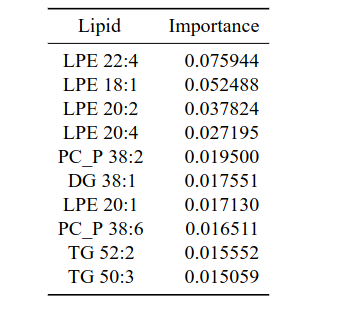 Lipid Importance
LPE 22:4 0.075944
LPE 18:1 0.052488
LPE 20:2 0.037824
LPE 20:4 0.027195
PC_P 38:2 0.019500
DG 38:1 0.017551
LPE 20:1 0.017130
PC_P 38:6 0.016511
TG 52:2 0.015552
TG 50:3 0.015059